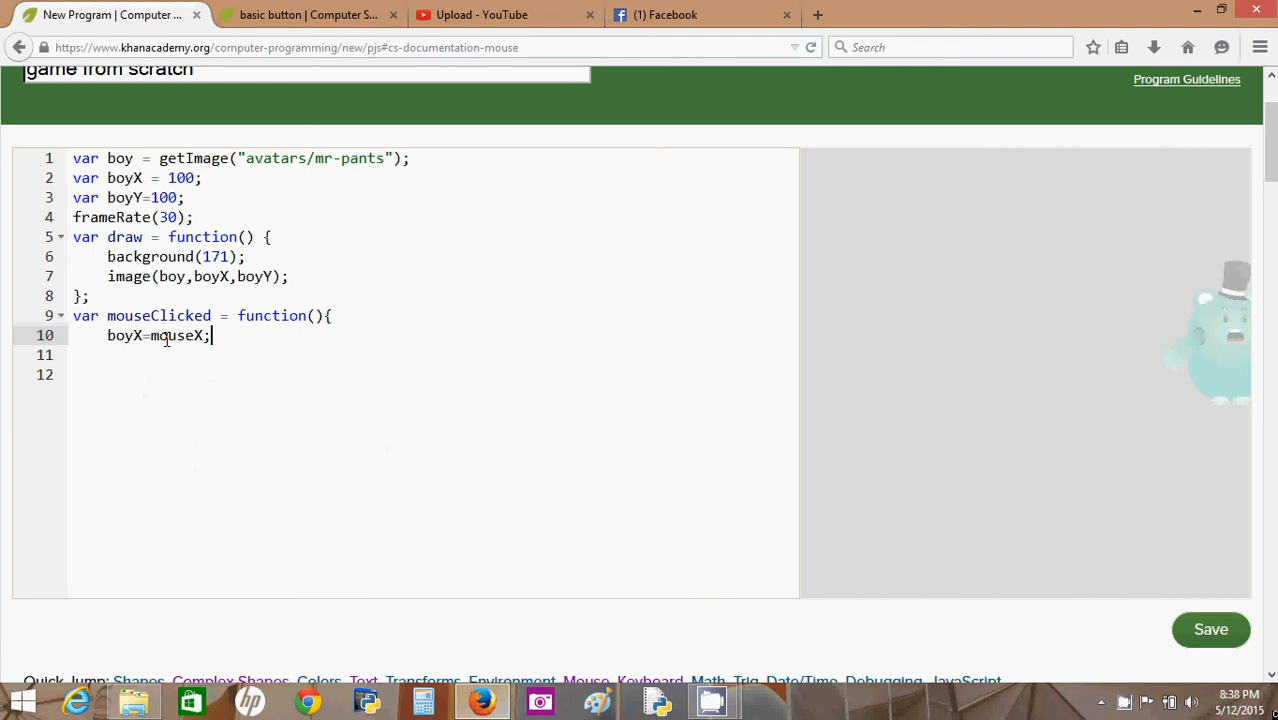 New Program | Computer ...
basic button | Computer S...
Upload - YouTube
(1) Facebook
https://www.khanacademy.org/computer-programming/new/pjs#cs-documentation-mouse
Search
game from scratch
Program Guidelines
1 var boy = getImage("avatars/mr-pants");
2 var boyX = 100;
3 var boyY=100;
4 frameRate(30);
5 var draw = function() {
6 background(171);
7 image(boy,boyX,boyY);
8 };
9 var mouseClicked = function(){
10 boyX=mouseX;
11
12
Save
Quick Jump: Shapes Complex Shapes Colors Text Transforms Environment Mouse Keyboard Math Trig Date/Time Debugging JavaScript
8:38 PM
5/12/2015